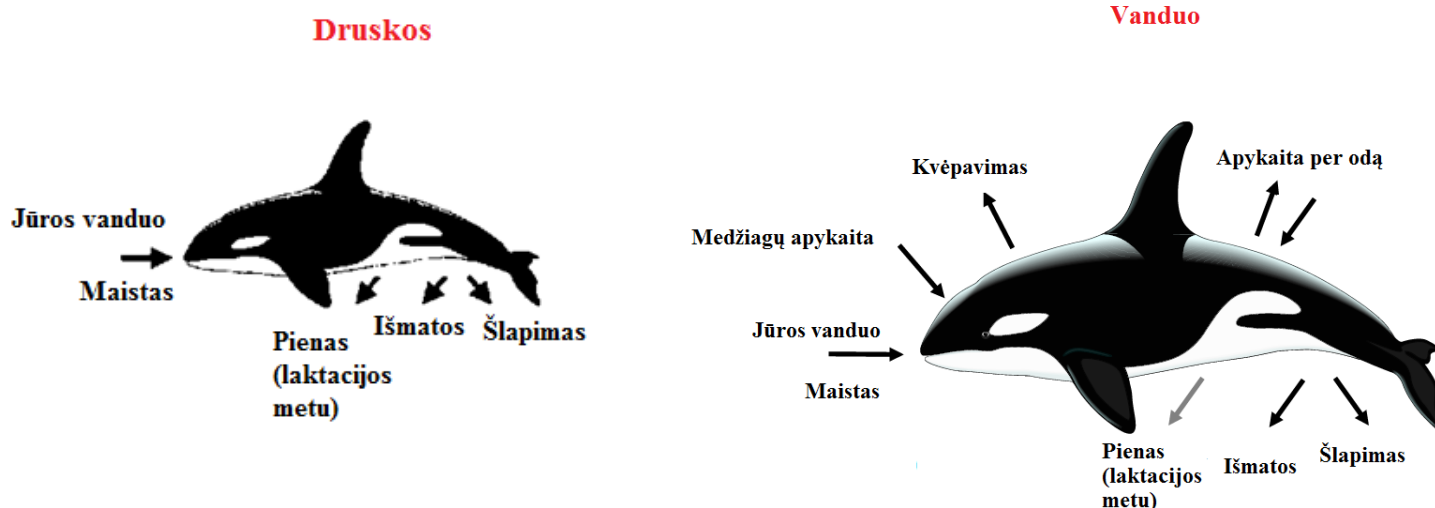 Druskos
Jūros vanduo
Maistas
Pienas
(laktacijos
metu)
Išmatos
Šlapimas
Vanduo
Kvėpavimas
Apykaita per odą
Medžiagų apykaita
Jūros vanduo
Maistas
Pienas
(laktacijos
metu)
Išmatos
Šlapimas